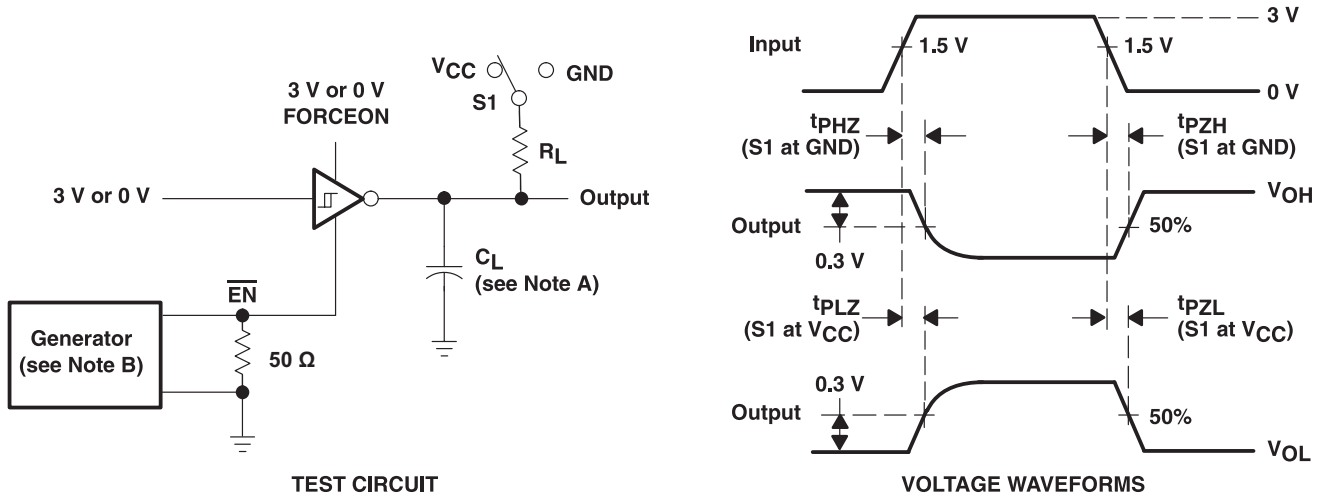 3 V or 0 V
FORCEON
VCC
GND
S1
RL
3 V or 0 V
Output
CL
(see Note A)
EN
Generator
(see Note B)
50 Ω
TEST CIRCUIT
3 V
Input
1.5 V
1.5 V
0 V
tPHZ
(S1 at GND)
tPZH
(S1 at GND)
VOH
Output
50%
0.3 V
tPLZ
(S1 at VCC)
tPZL
(S1 at VCC)
0.3 V
Output
50%
VOL
VOLTAGE WAVEFORMS